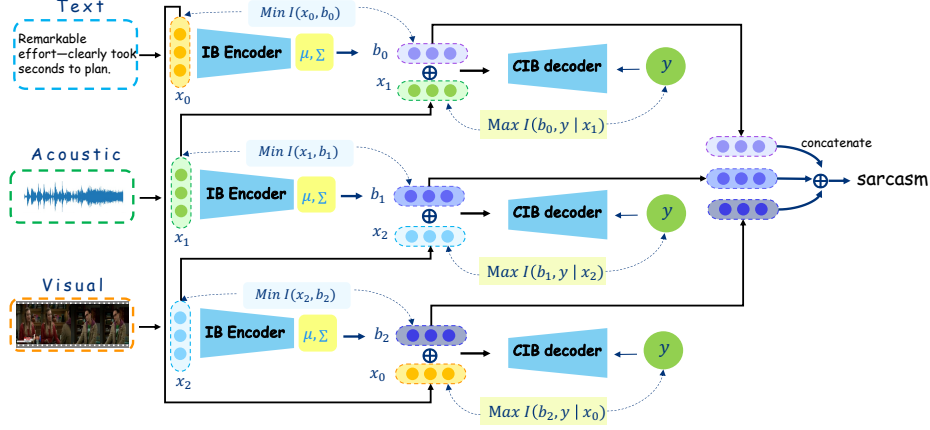 Text
Remarkable
effort—clearly took
seconds to plan.
x₀
Min I(x₀, b₀)
IB Encoder
μ, Σ
b₀
⊕
x₁
CIB decoder
y
Max I(b₀, y | x₁)
Acoustic
x₁
Min I(x₁, b₁)
IB Encoder
μ, Σ
b₁
⊕
x₂
CIB decoder
y
Max I(b₁, y | x₂)
Visual
x₂
Min I(x₂, b₂)
IB Encoder
μ, Σ
b₂
⊕
x₀
CIB decoder
y
Max I(b₂, y | x₀)
concatenate
⊕
sarcasm